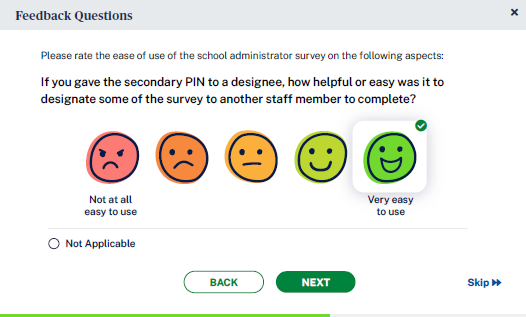 Feedback Questions
Please rate the ease of use of the school administrator survey on the following aspects:
If you gave the secondary PIN to a designee, how helpful or easy was it to
designate some of the survey to another staff member to complete?
Not at all
easy to use
Very easy
to use
Not Applicable
BACK
NEXT
Skip